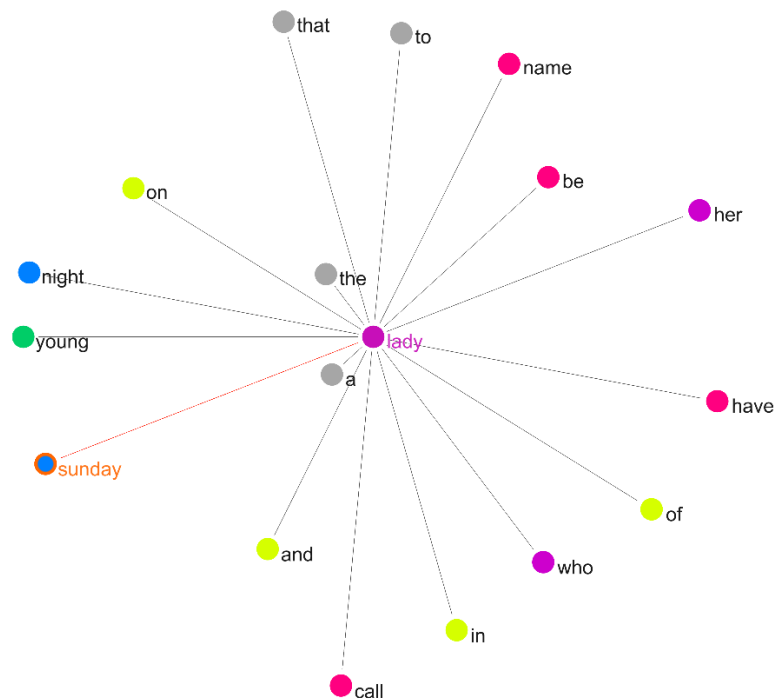 that
to
name
be
on
her
night
the
young
lady
a
have
sunday
of
and
who
in
call